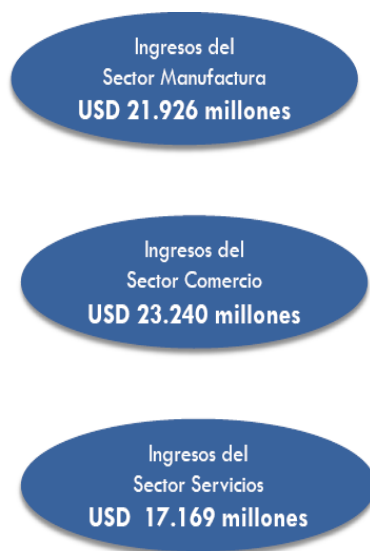 Ingresos del
Sector Manufactura
USD 21.926 millones
Ingresos del
Sector Comercio
USD 23.240 millones
Ingresos del
Sector Servicios
USD 17.169 millones